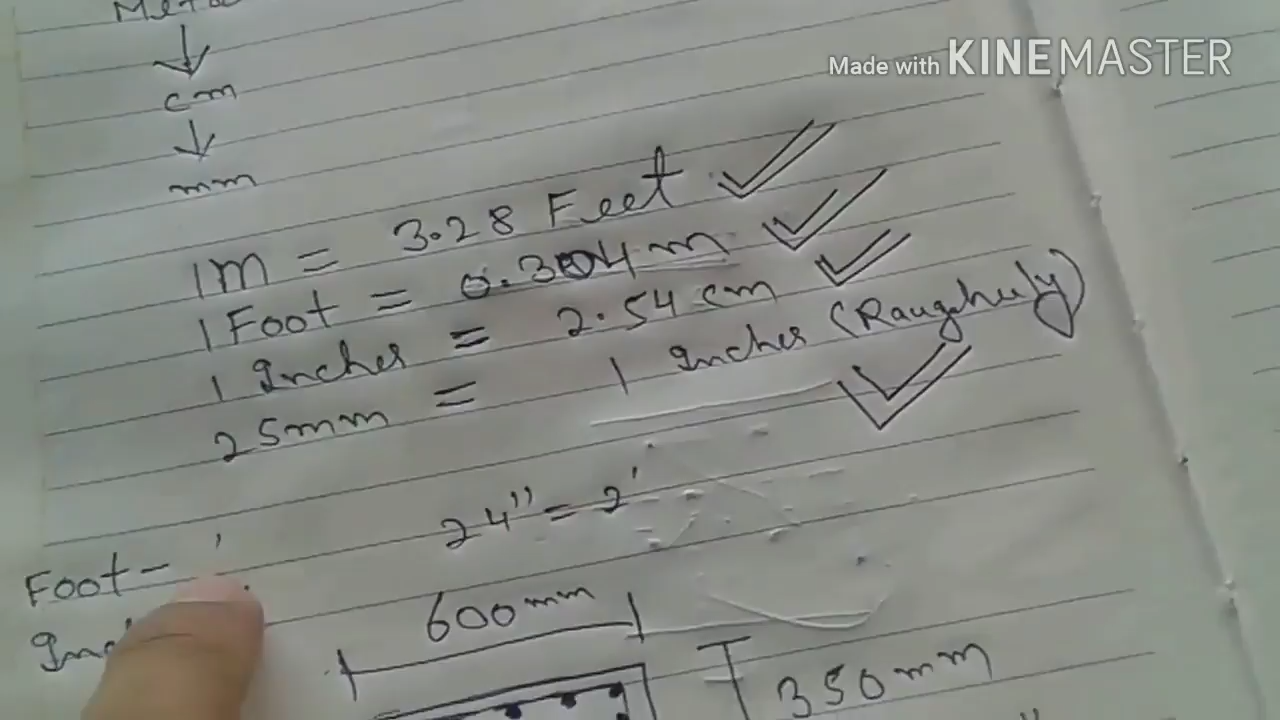 Made with KINEMASTER
cm
mm
1m = 3.28 Feet
1 Foot = 0.304m
1 Inches = 2.54 cm
25mm = 1 Inches (Raughuly)
24" = 2'
Foot - '
600mm
350mm